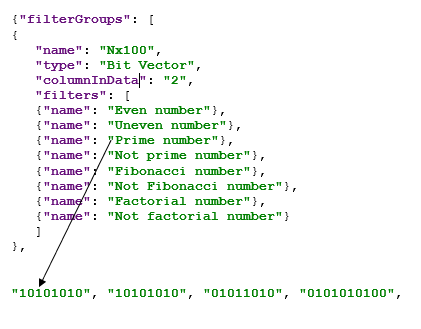 {"filterGroups": [
{
"name": "Nx100",
"type": "Bit Vector",
"columnInData": "2",
"filters": [
{"name": "Even number"},
{"name": "Uneven number"},
{"name": "Prime number"},
{"name": "Not prime number"},
{"name": "Fibonacci number"},
{"name": "Not Fibonacci number"},
{"name": "Factorial number"},
{"name": "Not factorial number"}
]
},
"10101010", "10101010", "01011010", "0101010100",